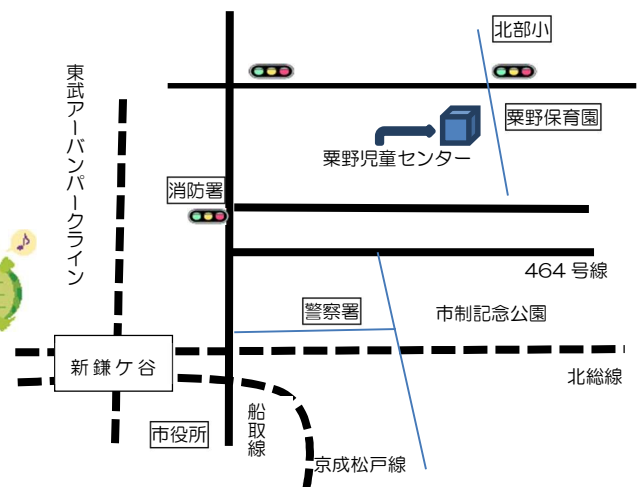 北部小
東武アーバンパークライン
粟野保育園
粟野児童センター
消防署
464号線
警察署
市制記念公園
新鎌ケ谷
北総線
船取線
市役所
京成松戸線